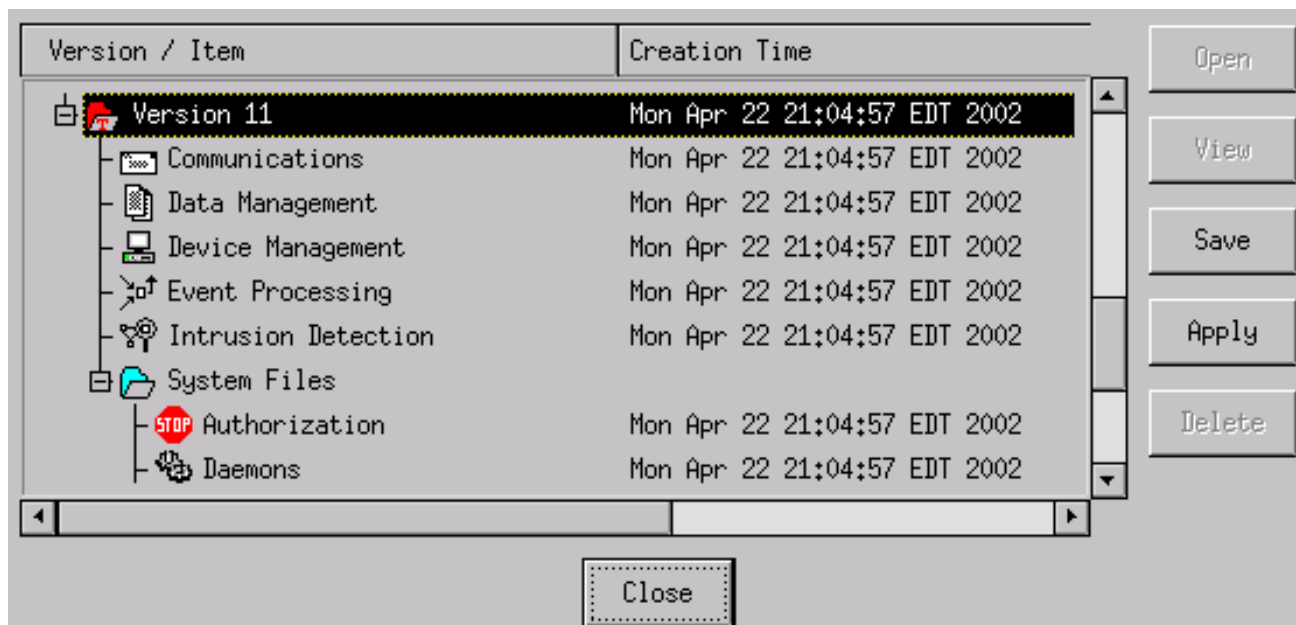 Version / Item Creation Time
Open
Version 11 Mon Apr 22 21:04:57 EDT 2002
T
Communications Mon Apr 22 21:04:57 EDT 2002
View
Data Management Mon Apr 22 21:04:57 EDT 2002
Device Management Mon Apr 22 21:04:57 EDT 2002
Save
Event Processing Mon Apr 22 21:04:57 EDT 2002
Intrusion Detection Mon Apr 22 21:04:57 EDT 2002
Apply
System Files
STOP Authorization Mon Apr 22 21:04:57 EDT 2002
Delete
Daemons Mon Apr 22 21:04:57 EDT 2002
Close